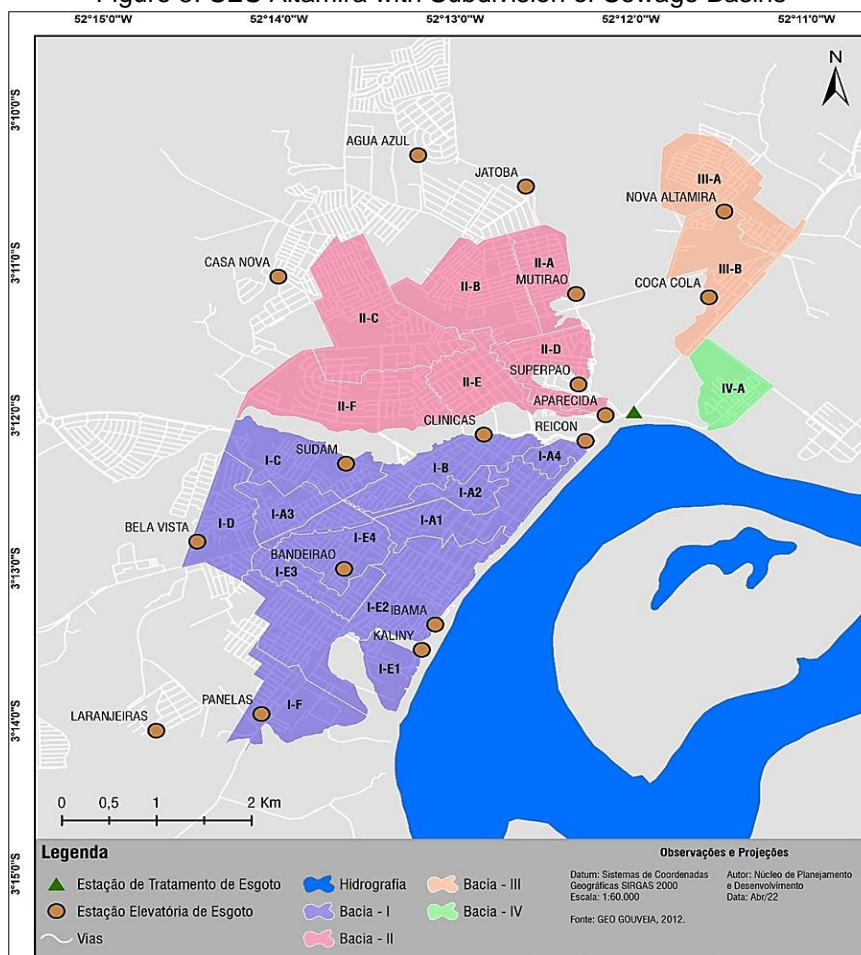 Figure 3. SES Altamira with Subdivision of Sewage Basins
52°15'0"W 52°14'0"W 52°13'0"W 52°12'0"W 52°11'0"W
N
3°10'0"S
AGUA AZUL
JATOBA
III-A
NOVA ALTAMIRA
3°11'0"S
CASA NOVA
II-A
II-B
MUTIRAO
III-B
COCA COLA
II-C
II-D
SUPERPAO
IV-A
II-E
II-F
APARECIDA
3°12'0"S
CLINICAS
REICON
I-A4
SUDAM
I-C
I-B
I-A2
I-D
I-A3
I-A1
BELA VISTA
I-E4
BANDEIRAO
I-E3
3°13'0"S
I-E2
IBAMA
KALINY
I-E1
PANELAS
I-F
LARANJEIRAS
3°14'0"S
0 0,5 1 2 Km
3°15'0"S
Legenda
Estação de Tratamento de Esgoto
Estação Elevatória de Esgoto
Vias
Hidrografia
Bacia - I
Bacia - II
Bacia - III
Bacia - IV
Observações e Projeções
Datum: Sistemas de Coordenadas
Geográficas SIRGAS 2000
Escala: 1:60.000
Fonte: GEO GOUVEIA, 2012.
Autor: Núcleo de Planejamento
e Desenvolvimento
Data: Abr/22